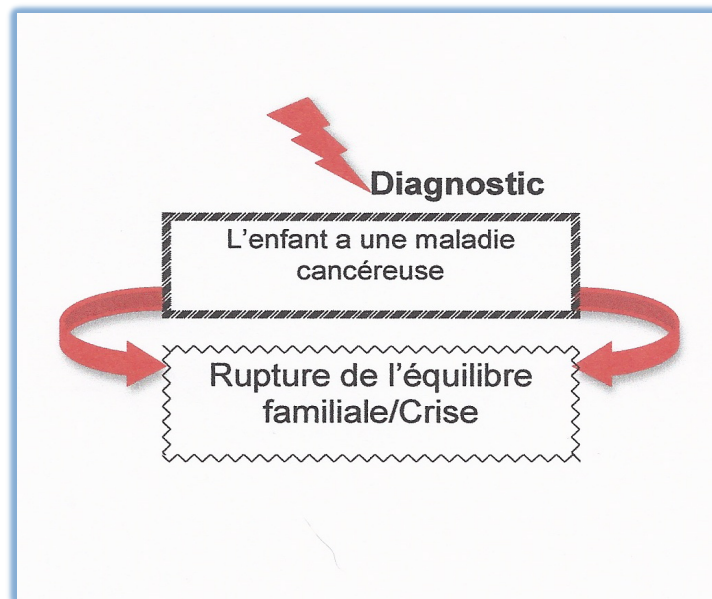 Diagnostic
L'enfant a une maladie
cancéreuse
Rupture de l'équilibre
familiale/Crise